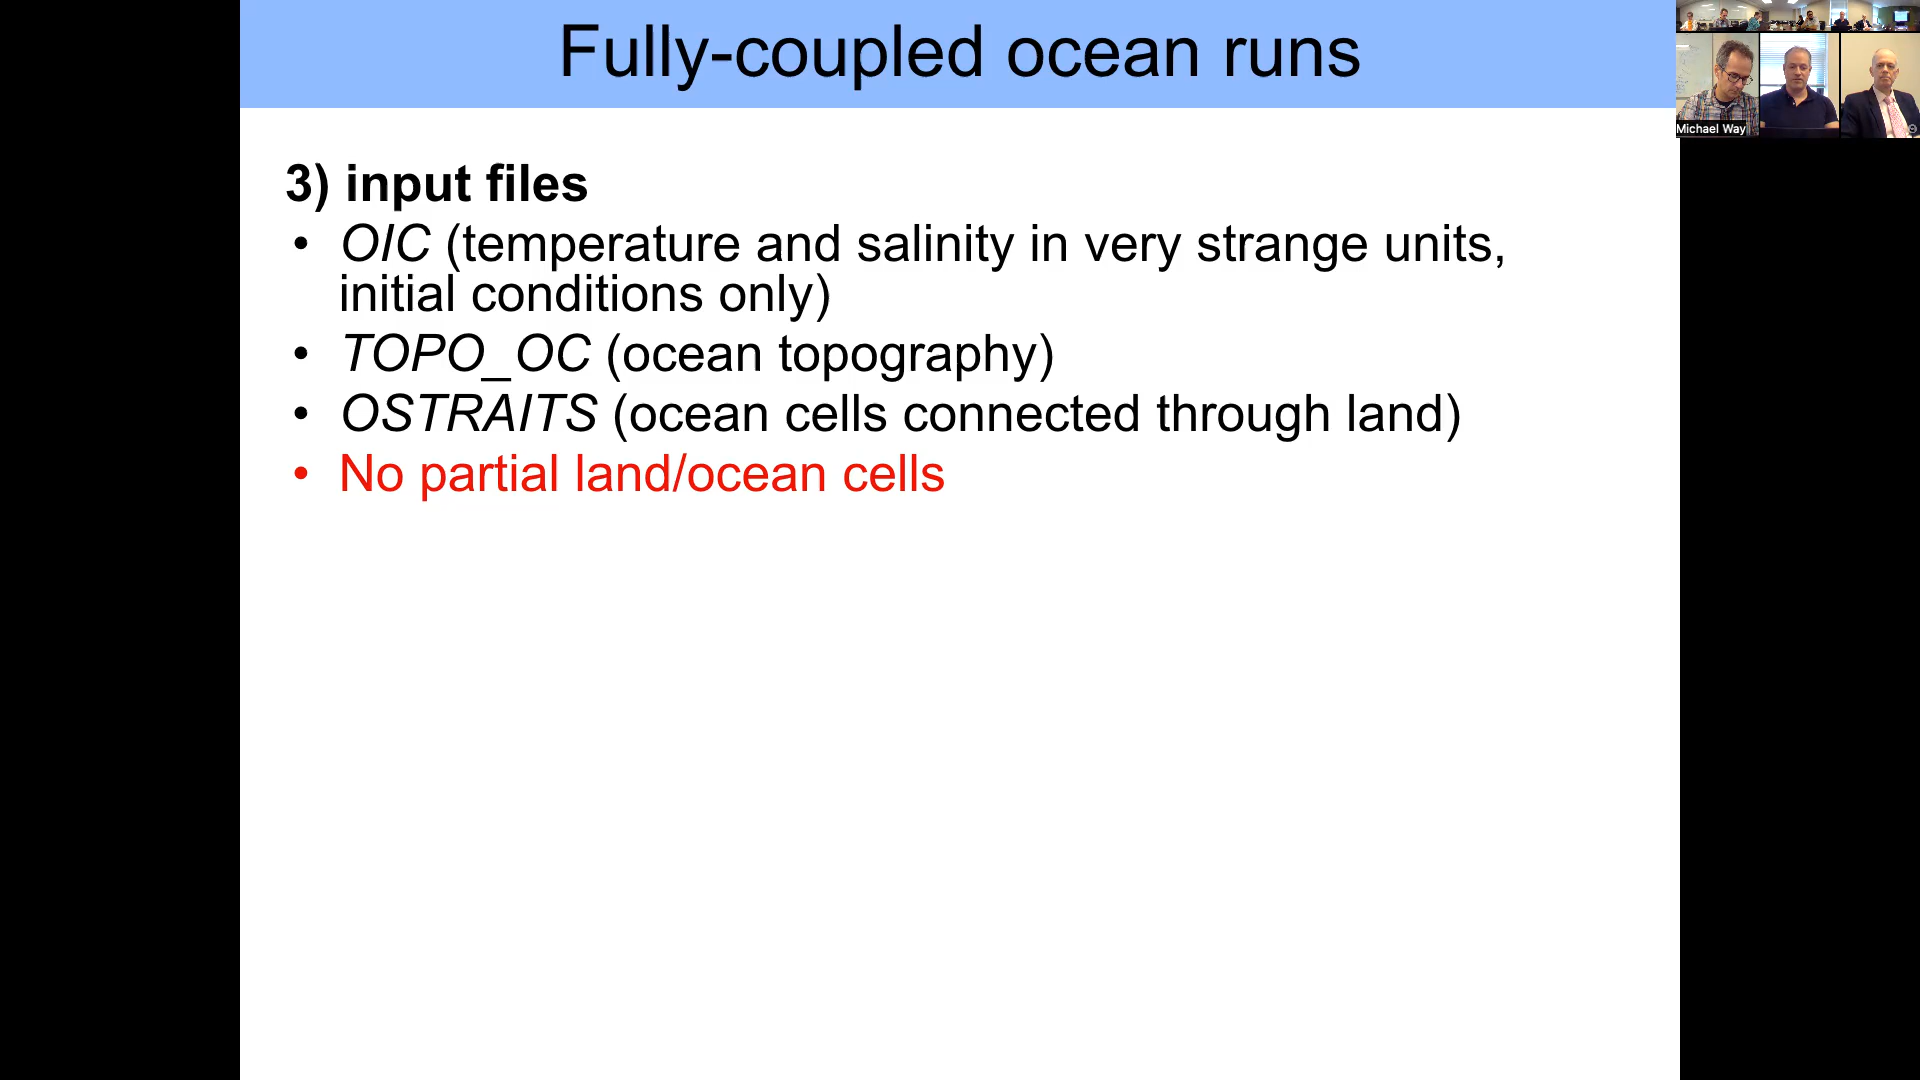 Fully-coupled ocean runs
3) input files
• OIC (temperature and salinity in very strange units,
initial conditions only)
• TOPO_OC (ocean topography)
• OSTRAITS (ocean cells connected through land)
• No partial land/ocean cells
Michael Way